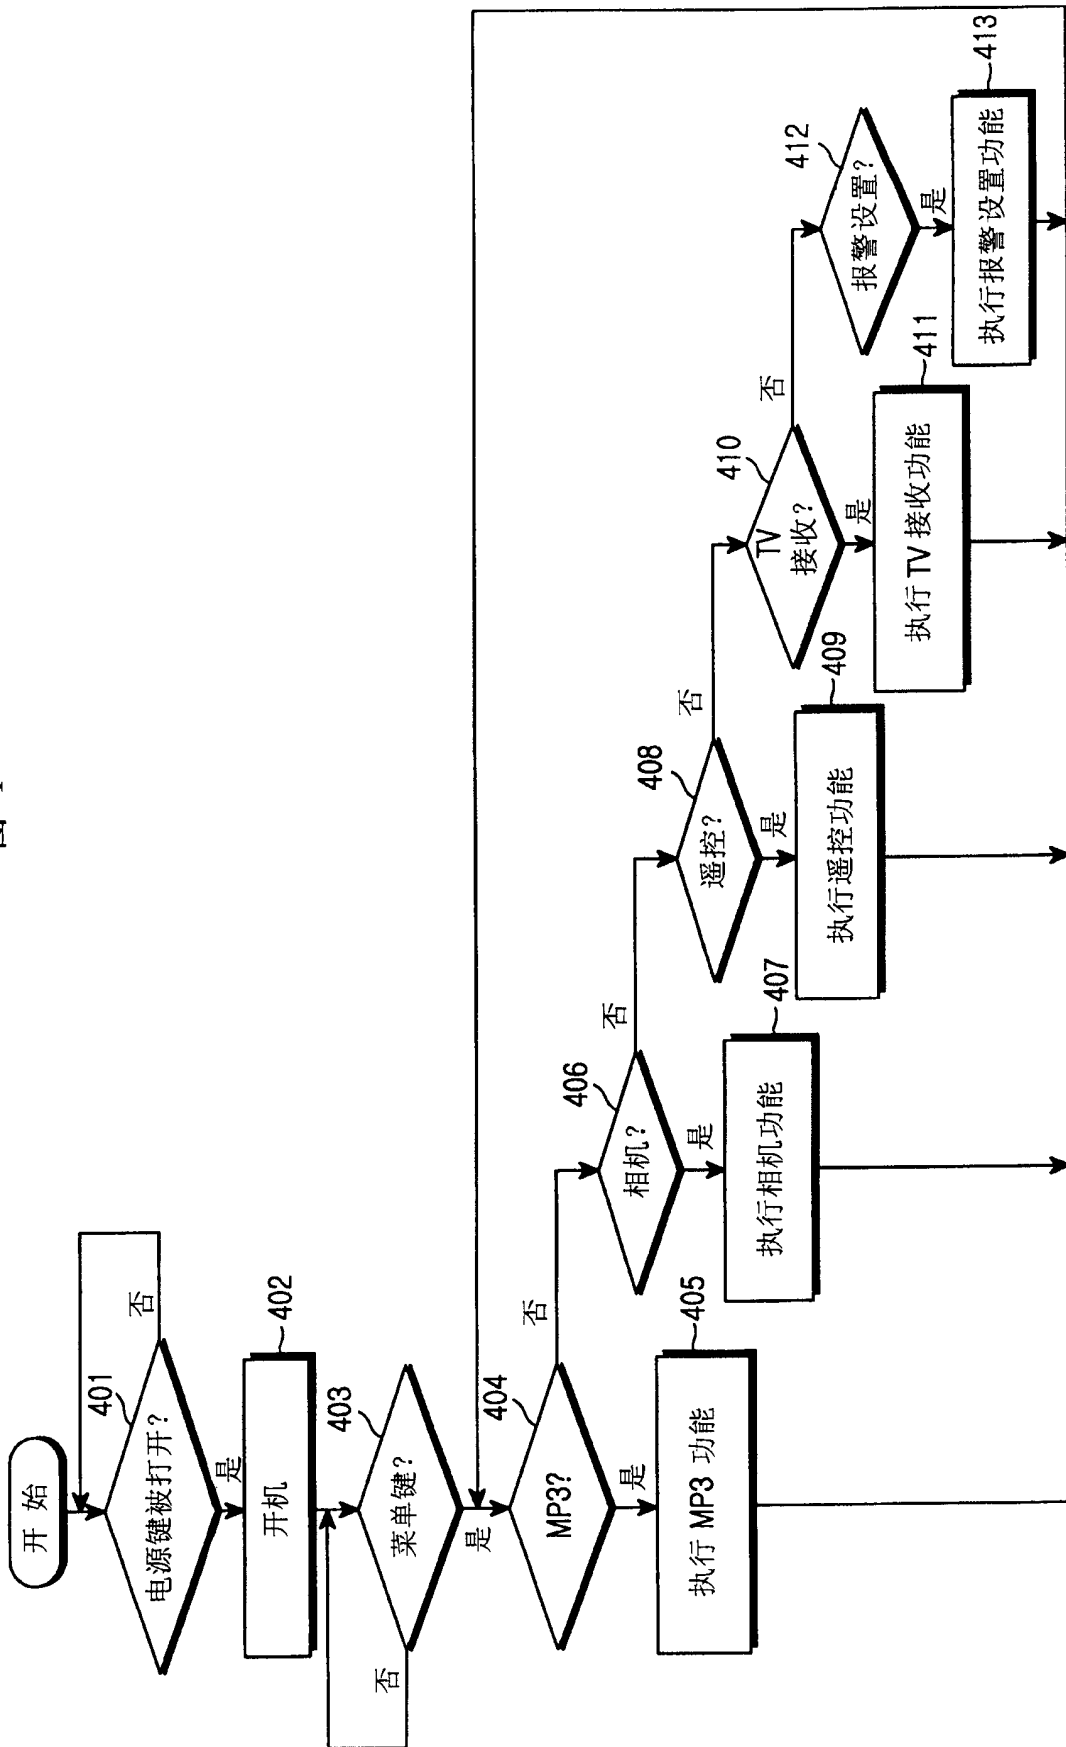 开 始
401
电源键被打开?
否
是
402
开机
403
菜单键?
否
是
404
MP3?
否
是
405
执行 MP3 功能
406
相机?
否
是
407
执行相机功能
408
遥控?
否
是
409
执行遥控功能
410
TV
接收?
否
是
411
执行 TV 接收功能
412
报警设置?
是
413
执行报警设置功能